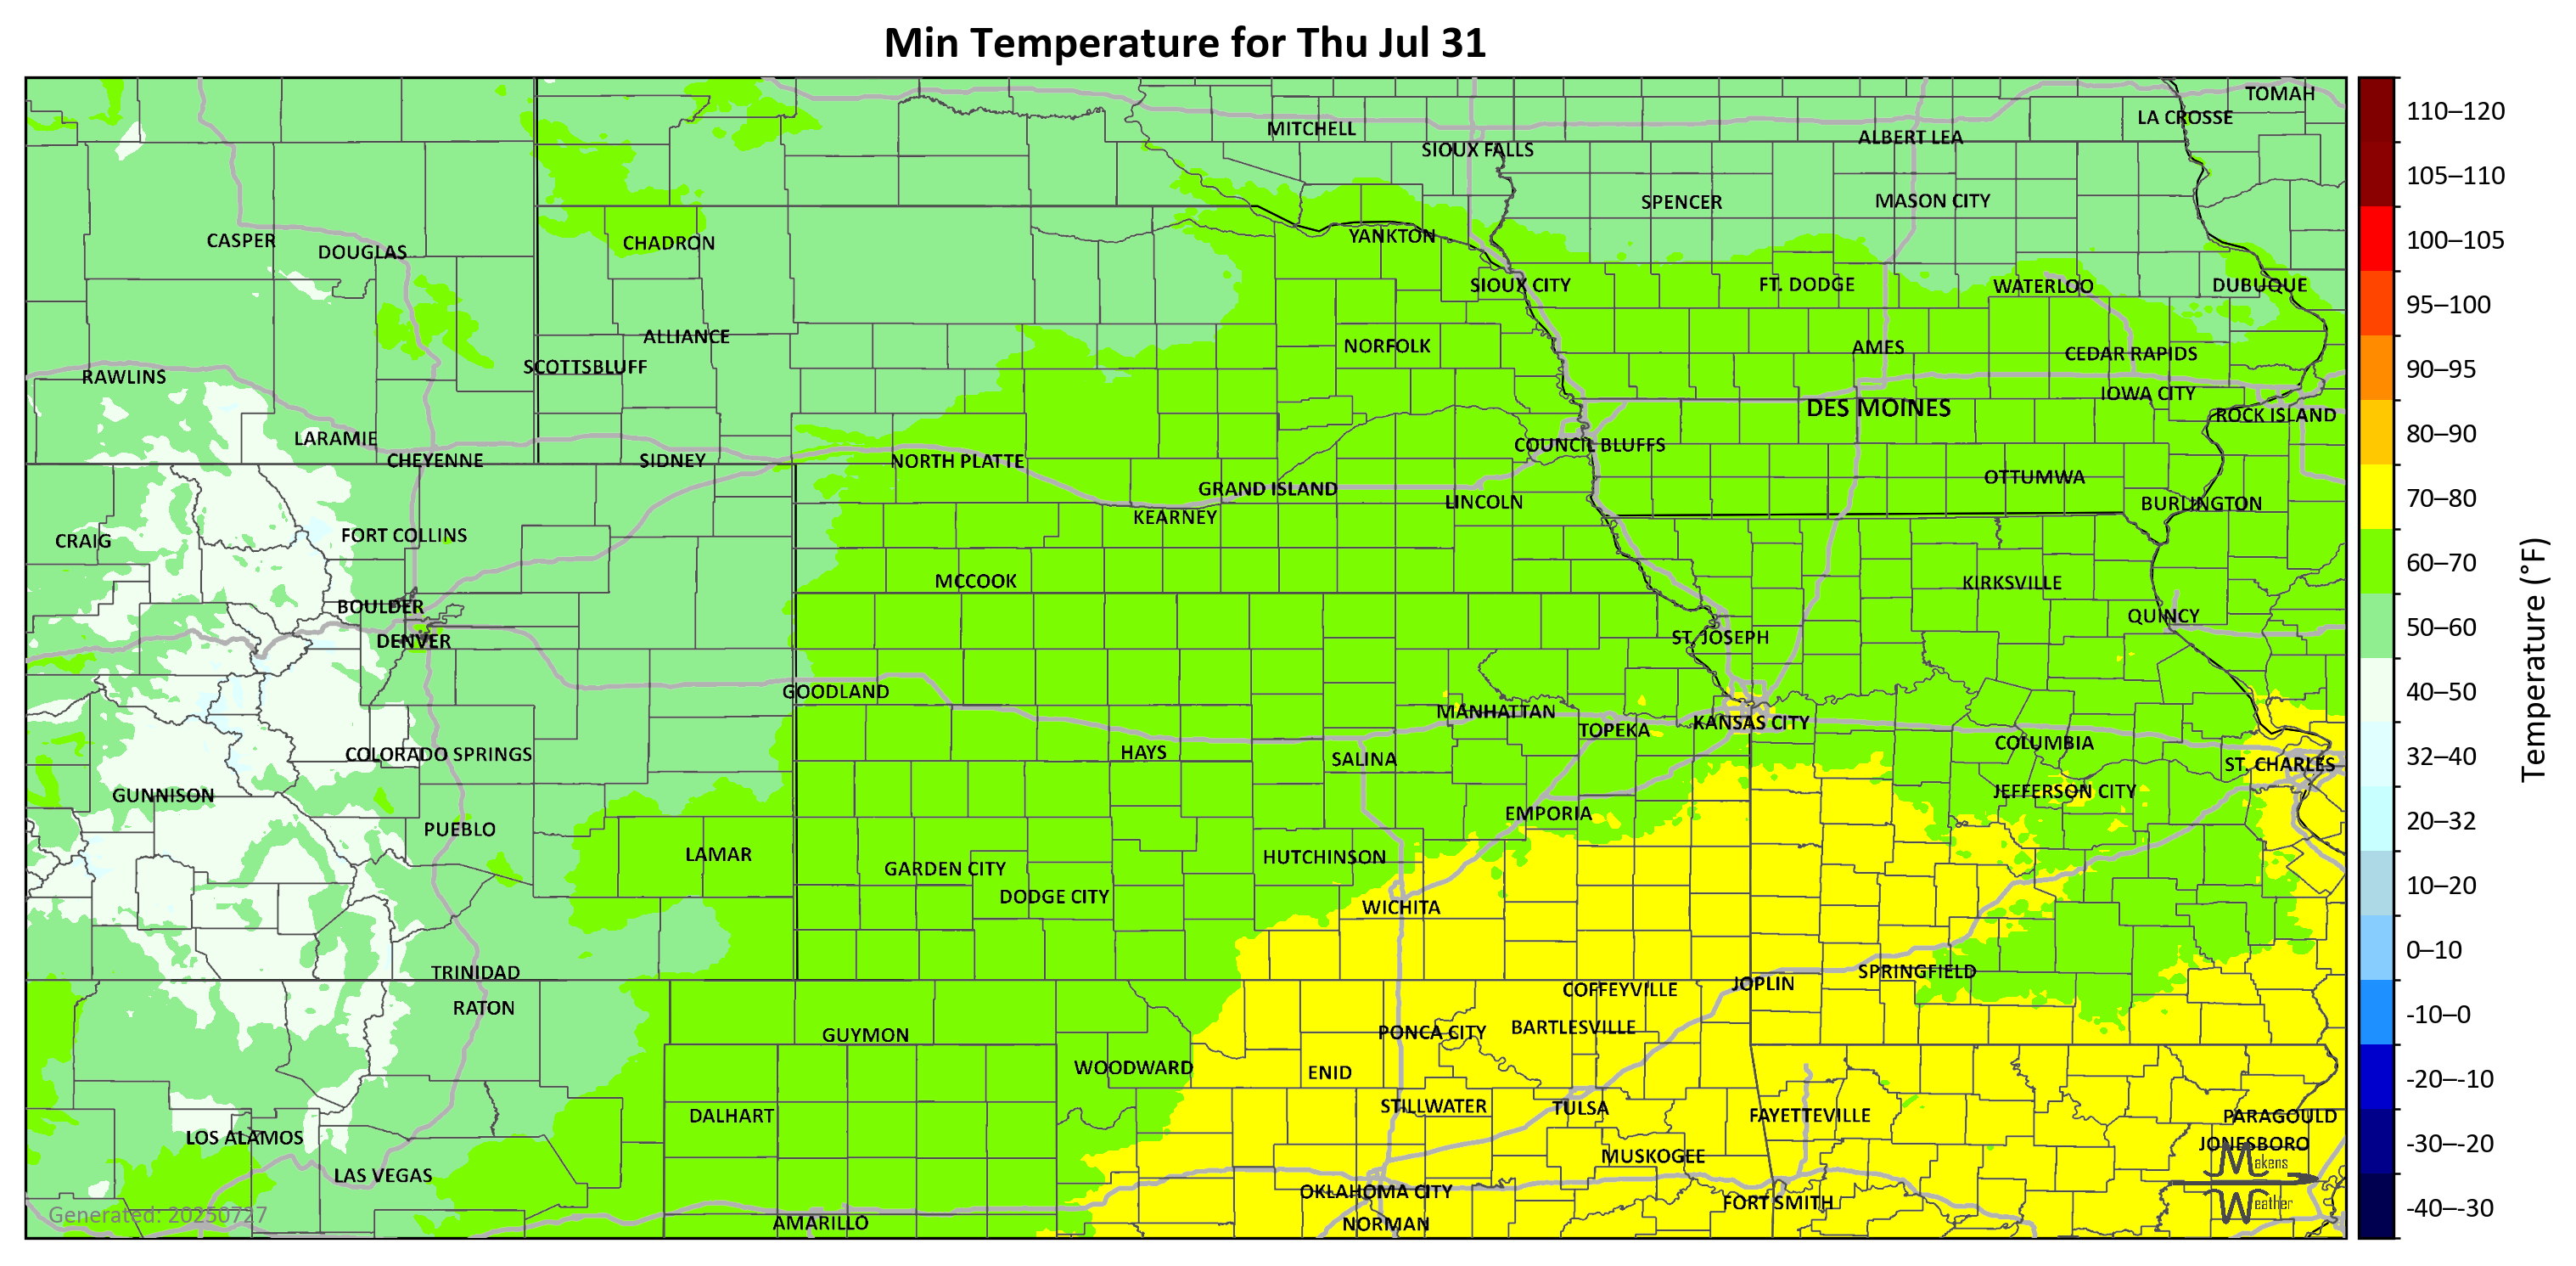 Min Temperature for Thu Jul 31
TOMAH
LA CROSSE
MITCHELL
ALBERT LEA
SIOUX FALLS
SPENCER
MASON CITY
CASPER
DOUGLAS
CHADRON
YANKTON
SIOUX CITY
FT. DODGE
WATERLOO
DUBUQUE
ALLIANCE
NORFOLK
AMES
CEDAR RAPIDS
SCOTTSBLUFF
RAWLINS
IOWA CITY
DES MOINES
ROCK ISLAND
LARAMIE
COUNCIL BLUFFS
CHEYENNE
SIDNEY
NORTH PLATTE
OTTUMWA
GRAND ISLAND
LINCOLN
BURLINGTON
KEARNEY
FORT COLLINS
CRAIG
MCCOOK
KIRKSVILLE
BOULDER
QUINCY
DENVER
ST. JOSEPH
GOODLAND
MANHATTAN
KANSAS CITY
TOPEKA
COLUMBIA
COLORADO SPRINGS
HAYS
SALINA
ST. CHARLES
GUNNISON
JEFFERSON CITY
EMPORIA
PUEBLO
LAMAR
HUTCHINSON
GARDEN CITY
DODGE CITY
WICHITA
TRINIDAD
SPRINGFIELD
JOPLIN
COFFEYVILLE
RATON
BARTLESVILLE
PONCA CITY
GUYMON
WOODWARD
ENID
STILLWATER
TULSA
DALHART
FAYETTEVILLE
PARAGOULD
LOS ALAMOS
JONESBORO
MUSKOGEE
LAS VEGAS
OKLAHOMA CITY
FORT SMITH
AMARILLO
NORMAN
Generated: 20250727
Makens
Weather
110–120
105–110
100–105
95–100
90–95
80–90
70–80
60–70
50–60
40–50
32–40
20–32
10–20
0–10
-10–0
-20–-10
-30–-20
-40–-30
Temperature (°F)